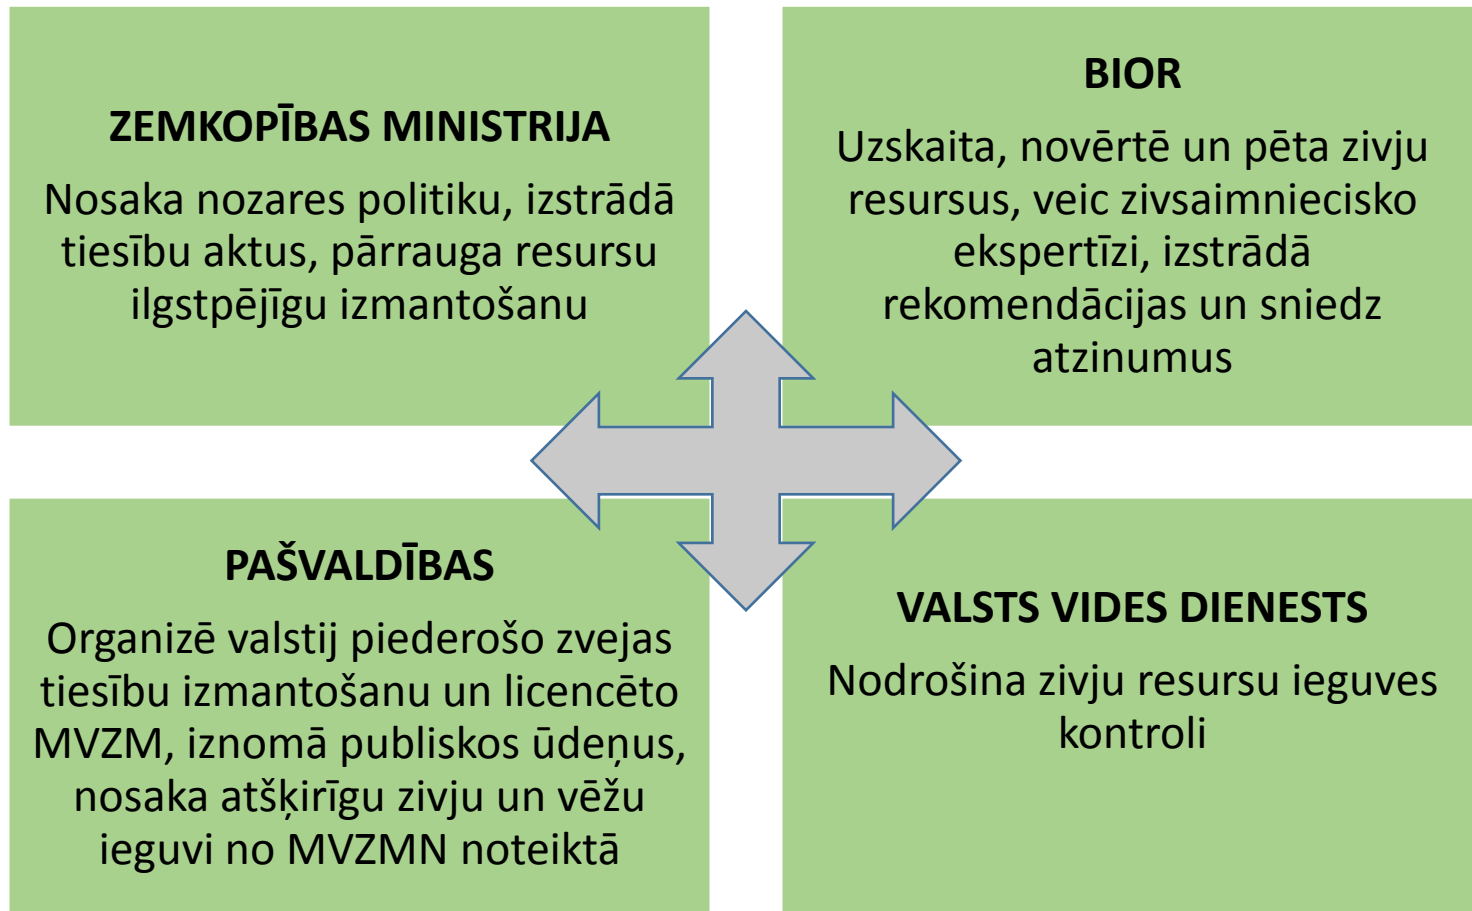 ZEMKOPĪBAS MINISTRIJA
Nosaka nozares politiku, izstrādā
tiesību aktus, pārrauga resursu
ilgstpējīgu izmantošanu
BIOR
Uzskaita, novērtē un pēta zivju
resursus, veic zivsaimniecisko
ekspertīzi, izstrādā
rekomendācijas un sniedz
atzinumus
PAŠVALDĪBAS
Organizē valstij piederošo zvejas
tiesību izmantošanu un licencēto
MVZM, iznomā publiskos ūdeņus,
nosaka atšķirīgu zivju un vēžu
ieguvi no MVZMN noteiktā
VALSTS VIDES DIENESTS
Nodrošina zivju resursu ieguves
kontroli